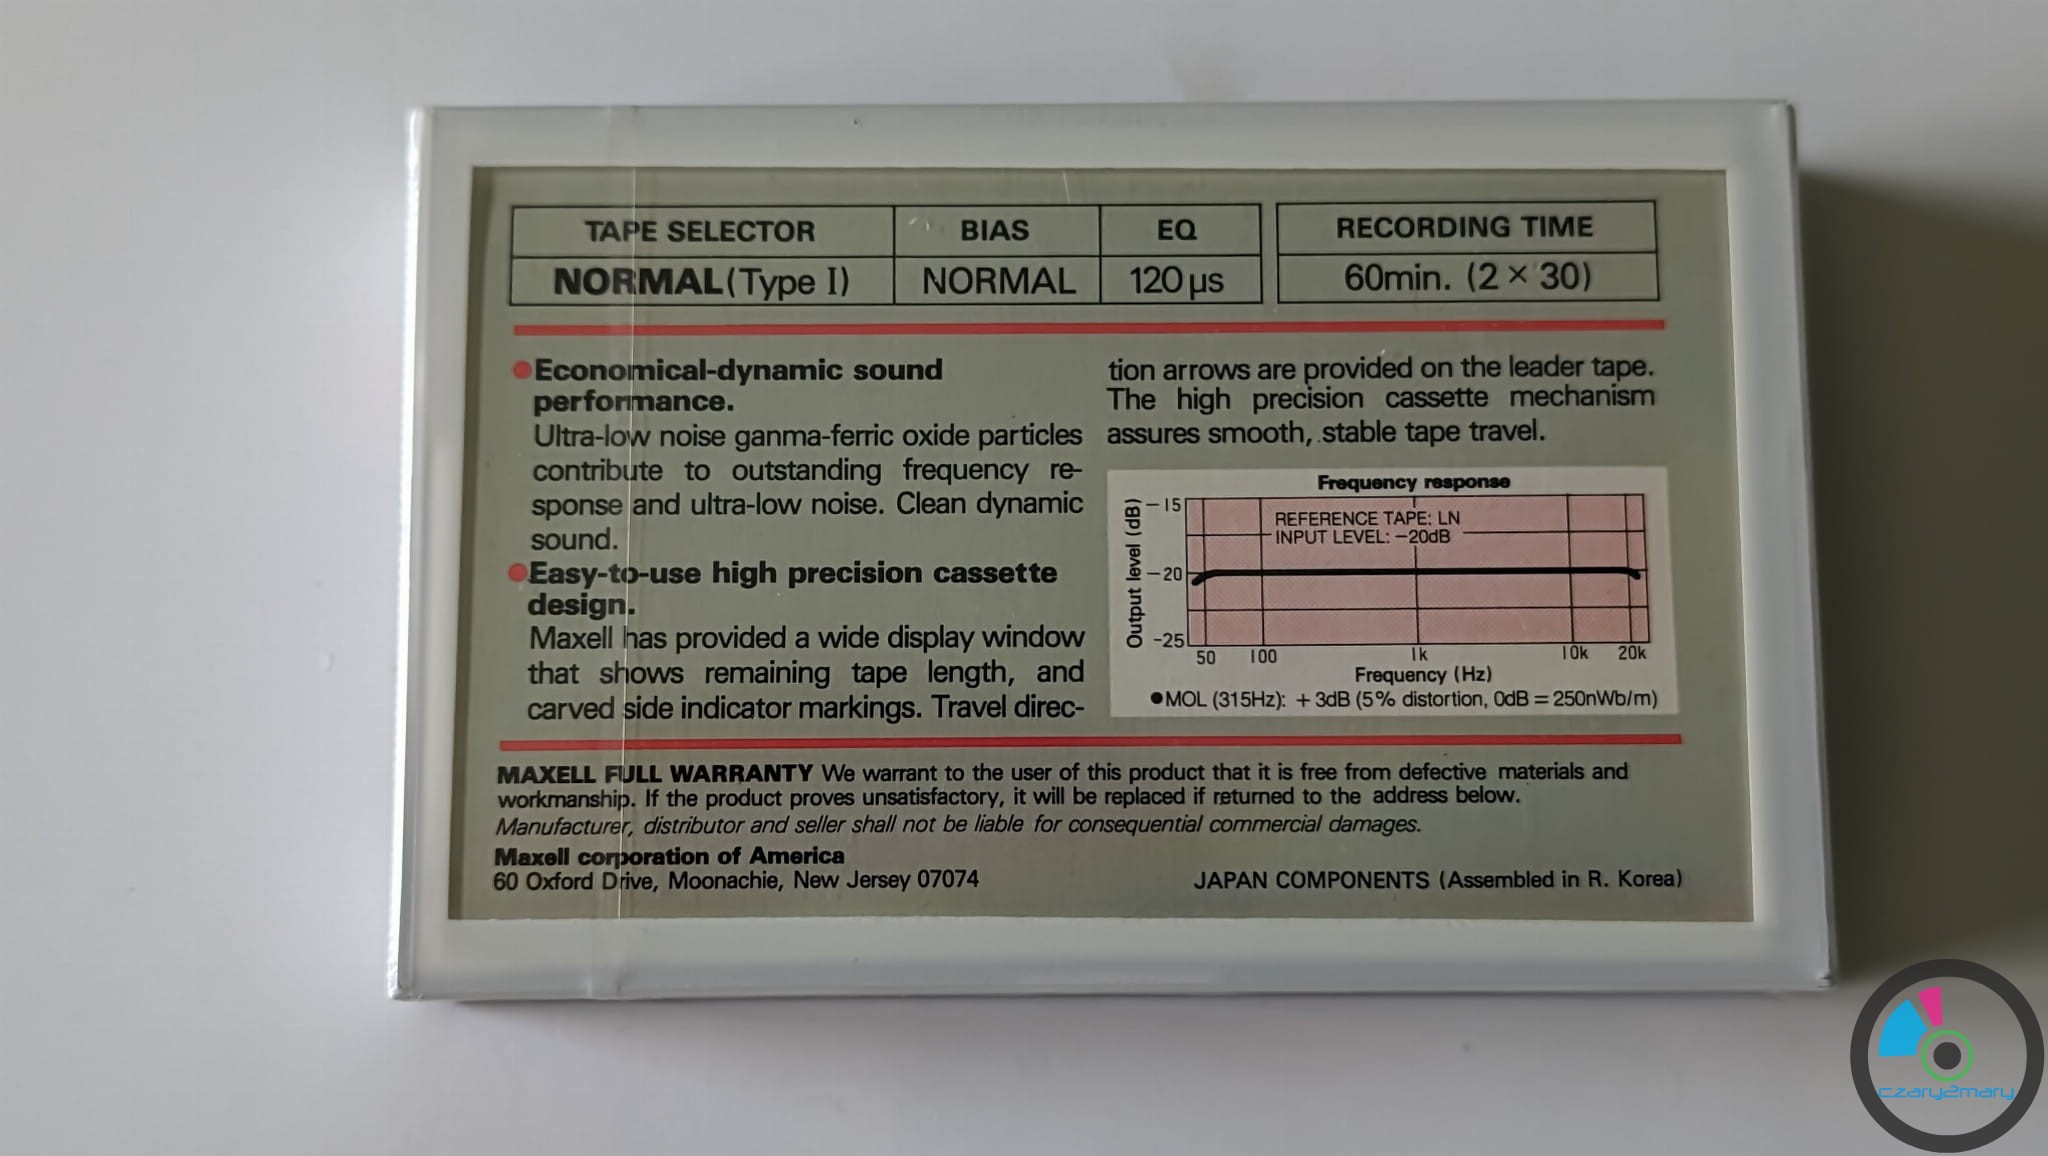 TAPE SELECTOR BIAS EQ RECORDING TIME
NORMAL (Type I) NORMAL 120 µs 60min. (2 × 30)
●Economical-dynamic sound
performance.
Ultra-low noise ganma-ferric oxide particles
contribute to outstanding frequency re-
sponse and ultra-low noise. Clean dynamic
sound.
●Easy-to-use high precision cassette
design.
Maxell has provided a wide display window
that shows remaining tape length, and
carved side indicator markings. Travel direc-
tion arrows are provided on the leader tape.
The high precision cassette mechanism
assures smooth, stable tape travel.
Frequency response
REFERENCE TAPE: LN
INPUT LEVEL: −20dB
Output level (dB)
−15
−20
−25
50 100 1k 10k 20k
Frequency (Hz)
●MOL (315Hz): +3dB (5% distortion, 0dB = 250nWb/m)
MAXELL FULL WARRANTY We warrant to the user of this product that it is free from defective materials and
workmanship. If the product proves unsatisfactory, it will be replaced if returned to the address below.
Manufacturer, distributor and seller shall not be liable for consequential commercial damages.
Maxell corporation of America
60 Oxford Drive, Moonachie, New Jersey 07074
JAPAN COMPONENTS (Assembled in R. Korea)
czary2mary